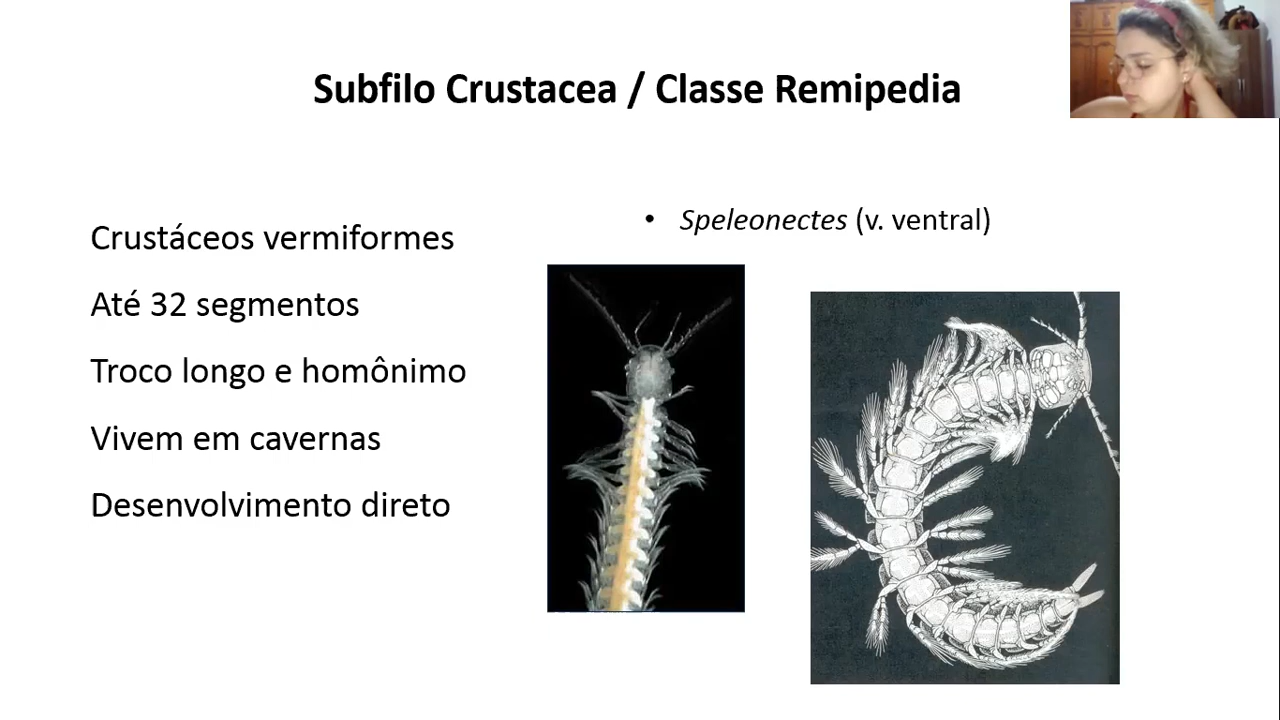 Subfilo Crustacea / Classe Remipedia
Crustáceos vermiformes
Até 32 segmentos
Troco longo e homônimo
Vivem em cavernas
Desenvolvimento direto
• Speleonectes (v. ventral)